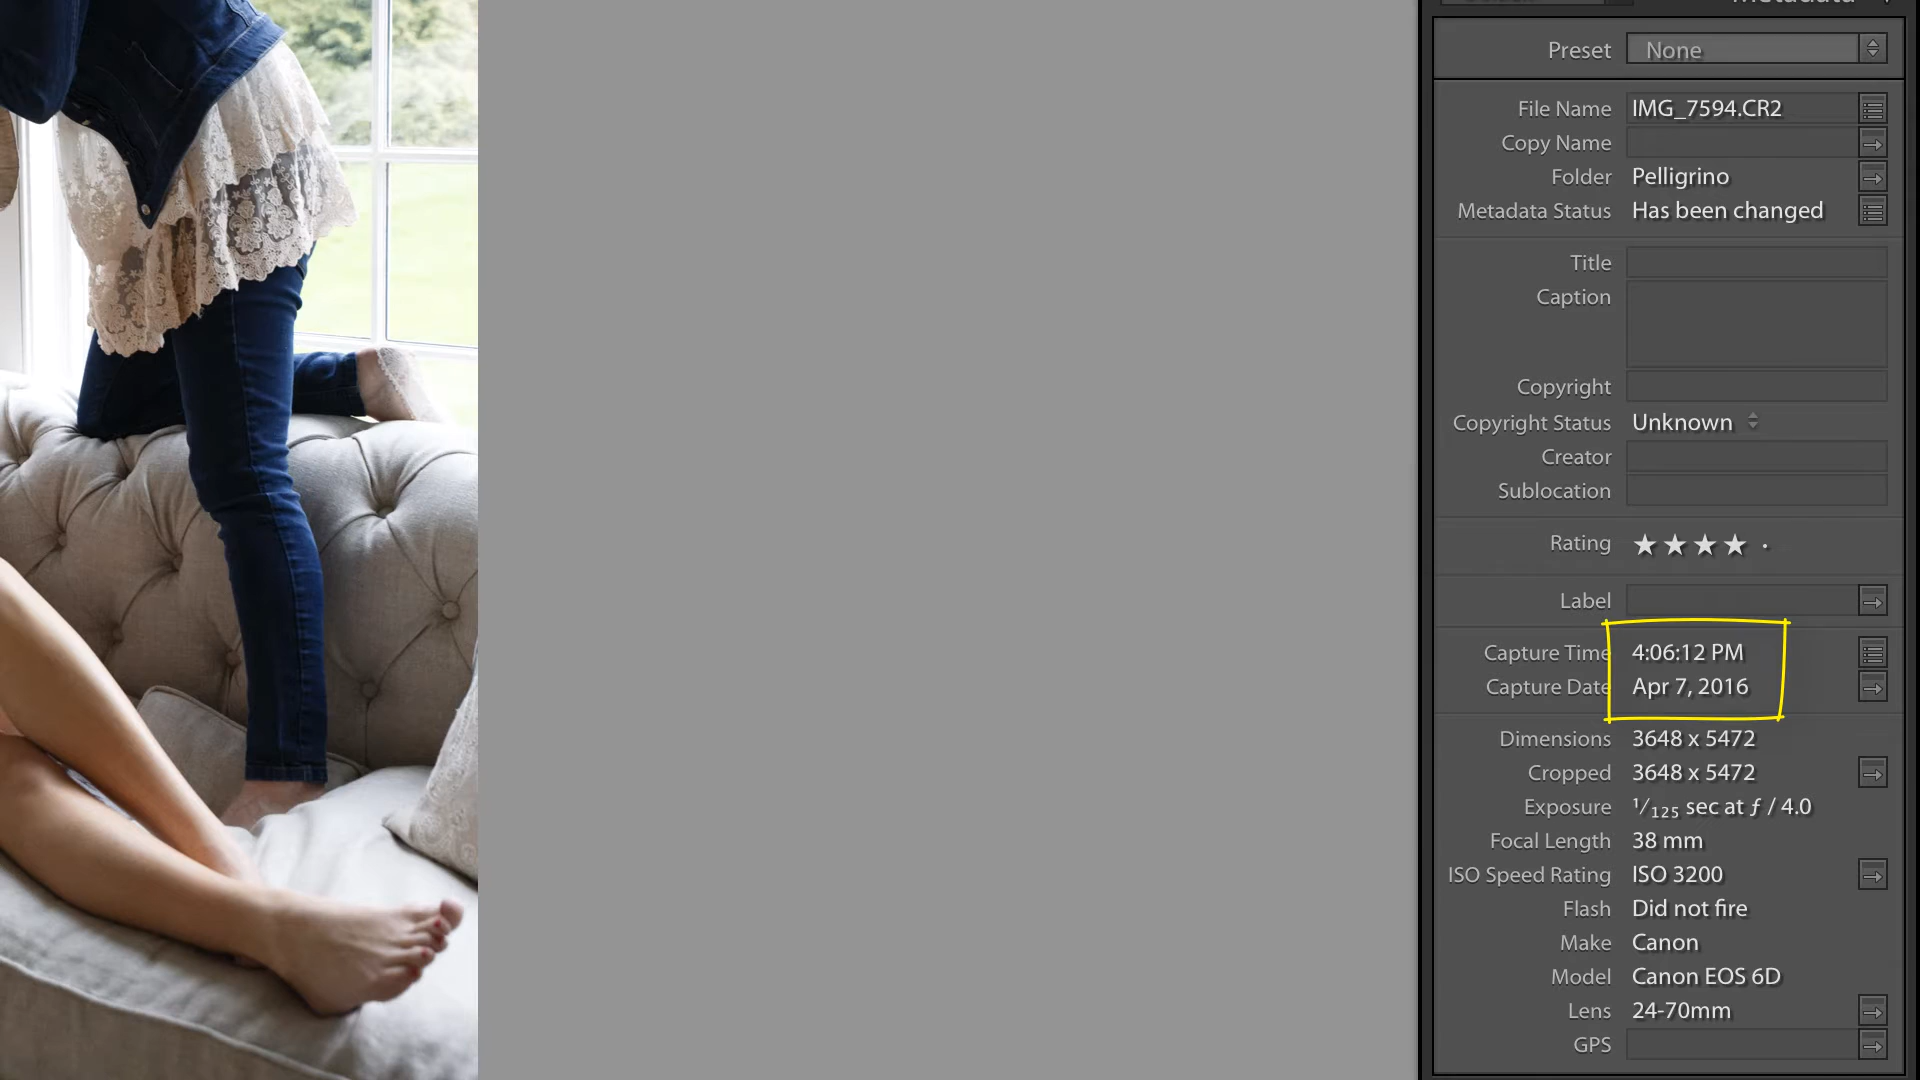 Metadata
Preset None
File Name IMG_7594.CR2
Copy Name
Folder Pelligrino
Metadata Status Has been changed
Title
Caption
Copyright
Copyright Status Unknown
Creator
Sublocation
Rating ★ ★ ★ ★ ·
Label
Capture Time 4:06:12 PM
Capture Date Apr 7, 2016
Dimensions 3648 x 5472
Cropped 3648 x 5472
Exposure 1/125 sec at ƒ / 4.0
Focal Length 38 mm
ISO Speed Rating ISO 3200
Flash Did not fire
Make Canon
Model Canon EOS 6D
Lens 24-70mm
GPS